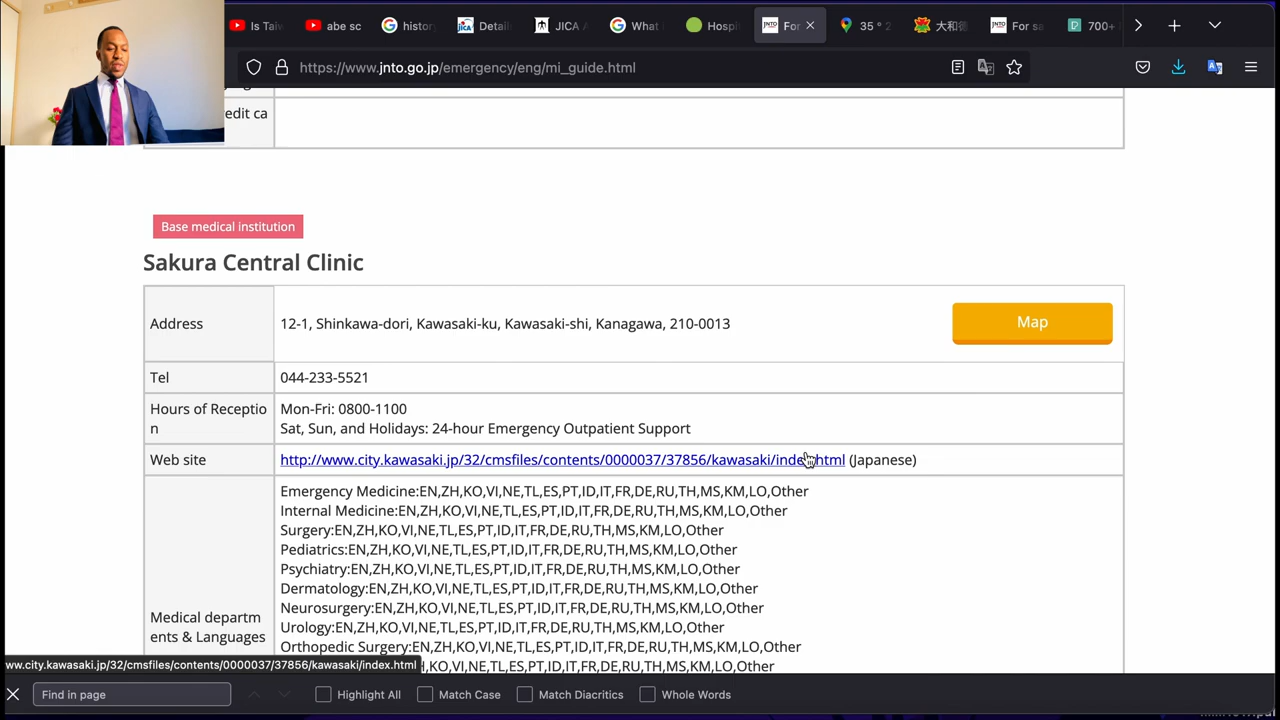 Is Taiw
abe sc
histor
Details
JICA A
What
Hospi
For
35 ° 2
大和徳
For sa
700+
https://www.jnto.go.jp/emergency/eng/mi_guide.html
edit ca
Base medical institution
Sakura Central Clinic
Address
12-1, Shinkawa-dori, Kawasaki-ku, Kawasaki-shi, Kanagawa, 210-0013
Map
Tel
044-233-5521
Hours of Receptio
n
Mon-Fri: 0800-1100
Sat, Sun, and Holidays: 24-hour Emergency Outpatient Support
Web site
http://www.city.kawasaki.jp/32/cmsfiles/contents/0000037/37856/kawasaki/index.html (Japanese)
Medical departm
ents & Languages
Emergency Medicine:EN,ZH,KO,VI,NE,TL,ES,PT,ID,IT,FR,DE,RU,TH,MS,KM,LO,Other
Internal Medicine:EN,ZH,KO,VI,NE,TL,ES,PT,ID,IT,FR,DE,RU,TH,MS,KM,LO,Other
Surgery:EN,ZH,KO,VI,NE,TL,ES,PT,ID,IT,FR,DE,RU,TH,MS,KM,LO,Other
Pediatrics:EN,ZH,KO,VI,NE,TL,ES,PT,ID,IT,FR,DE,RU,TH,MS,KM,LO,Other
Psychiatry:EN,ZH,KO,VI,NE,TL,ES,PT,ID,IT,FR,DE,RU,TH,MS,KM,LO,Other
Dermatology:EN,ZH,KO,VI,NE,TL,ES,PT,ID,IT,FR,DE,RU,TH,MS,KM,LO,Other
Neurosurgery:EN,ZH,KO,VI,NE,TL,ES,PT,ID,IT,FR,DE,RU,TH,MS,KM,LO,Other
Urology:EN,ZH,KO,VI,NE,TL,ES,PT,ID,IT,FR,DE,RU,TH,MS,KM,LO,Other
Orthopedic Surgery:EN,ZH,KO,VI,NE,TL,ES,PT,ID,IT,FR,DE,RU,TH,MS,KM,LO,Other
KO,VI,NE,TL,ES,PT,ID,IT,FR,DE,RU,TH,MS,KM,LO,Other
ww.city.kawasaki.jp/32/cmsfiles/contents/0000037/37856/kawasaki/index.html
Find in page
Highlight All
Match Case
Match Diacritics
Whole Words